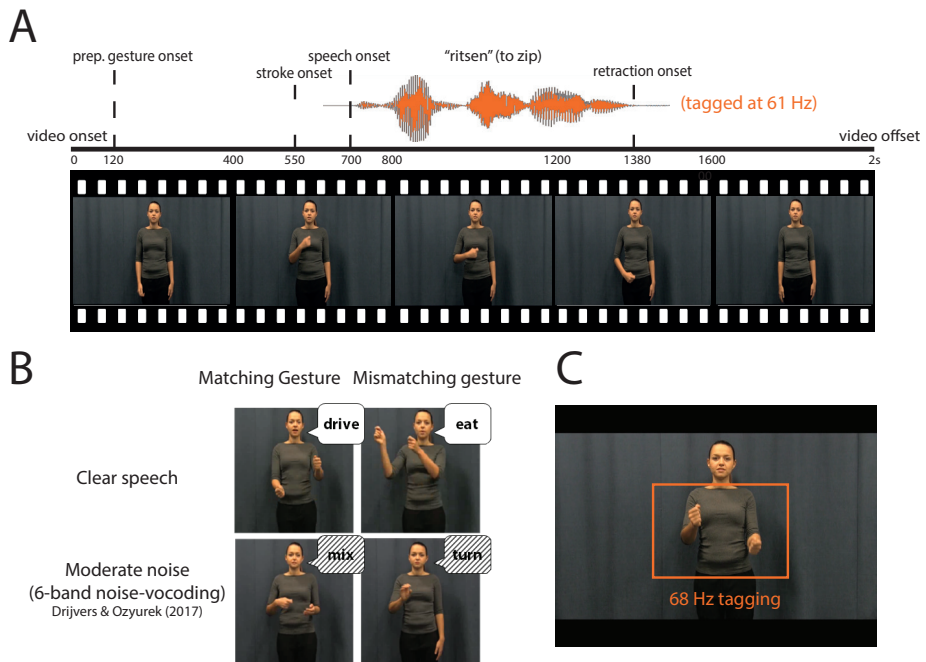 A
prep. gesture onset
speech onset
"ritsen" (to zip)
stroke onset
retraction onset
(tagged at 61 Hz)
video onset
video offset
0 120 400 550 700 800 1200 1380 1600 2s
00
B
Matching Gesture Mismatching gesture
drive
eat
Clear speech
mix
turn
Moderate noise
(6-band noise-vocoding)
Drijvers & Ozyurek (2017)
C
68 Hz tagging